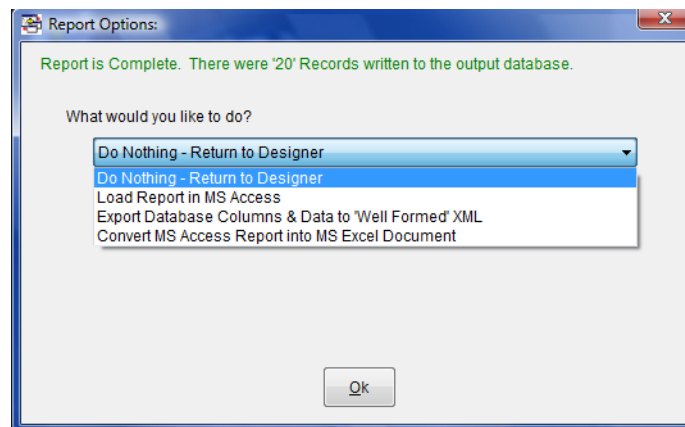 Report Options:
Report is Complete. There were '20' Records written to the output database.
What would you like to do?
Do Nothing - Return to Designer
Do Nothing - Return to Designer
Load Report in MS Access
Export Database Columns & Data to 'Well Formed' XML
Convert MS Access Report into MS Excel Document
Ok